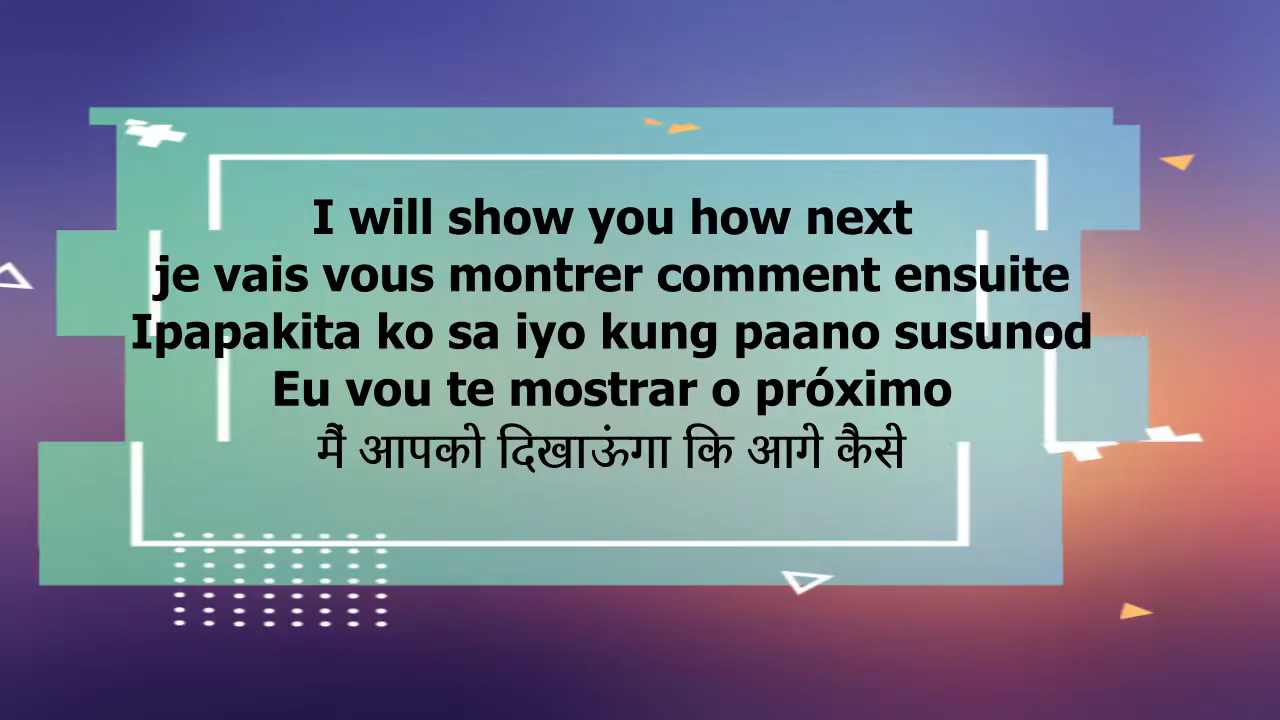 I will show you how next
je vais vous montrer comment ensuite
Ipapakita ko sa iyo kung paano susunod
Eu vou te mostrar o próximo
मैं आपको दिखाऊंगा कि आगे कैसे